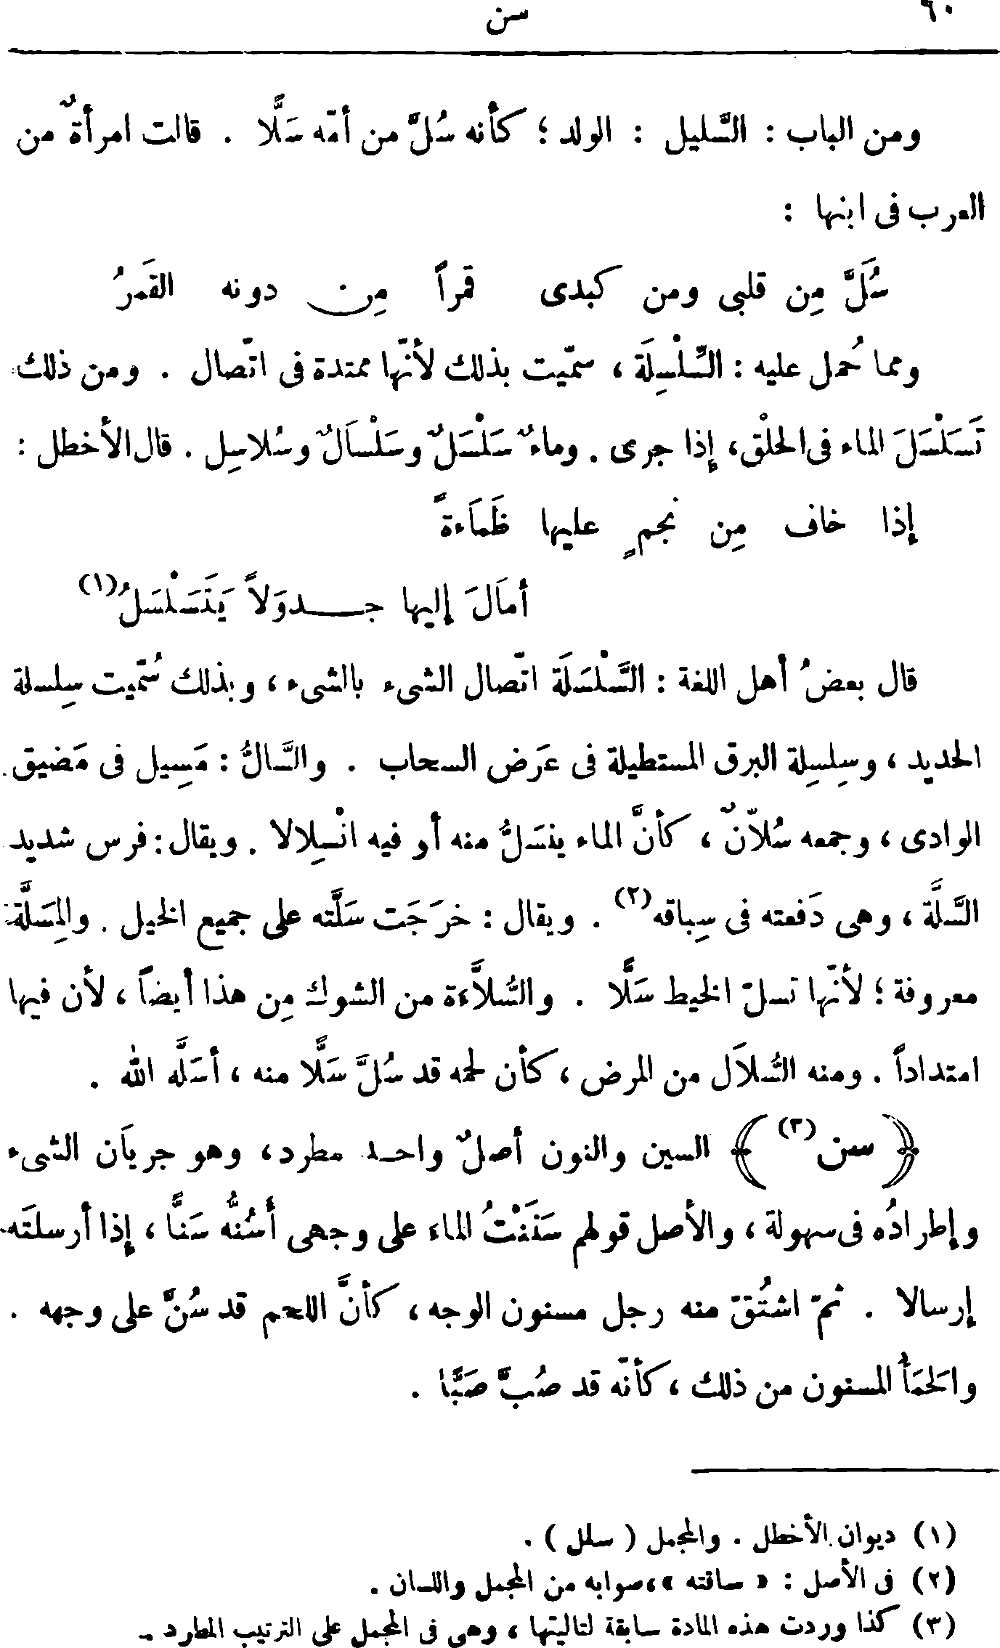 ٦٠
سن
ومن الباب : السَّليل : الولد ؛ كأنه سُلَّ من أمّه سَلًّا . قالت امرأةٌ من
العرب فى ابنها :
سُلَّ مِن قلبى ومن كبدى قمراً مِن دونه القَمَرُ
ومما حُمل عليه : السِّلْسِلَة ، سمّيت بذلك لأنّها ممتدة فى اتّصال . ومن ذلك
تَسَلْسَلَ الماء فى الحلْق، إذا جرى . وماءٌ سَلْسَلٌ وسَلْسَالٌ وسُلاسِل . قال الأخطل :
إذا خاف مِن نجمٍ عليها ظَمَاءةً
أمَالَ إليها جـــدوَلاً يَتَسَلْسَلُ(١)
قال بعضُ أهل اللغة : السَّلْسَلَة اتّصال الشىء بالشىء ، وبذلك سُمّيت سِلسلة
الحديد ، وسِلسِلة البرق المستطيلة فى عَرَض السحاب . والسَّالُّ : مَسِيل فى مَضيق
الوادى ، وجمعه سُلاّنٌ ، كأنَّ الماء ينسَلُّ منه أو فيه انْسِلالا . ويقال: فرس شديد
السَّلَّة ، وهى دَفعته فى سِباقه(٢) . ويقال : خرَجَت سَلَّته على جميع الخيل . والمِسَلَّة
معروفة ؛ لأنّها تسلّ الخيط سَلًّا . والسُّلاَّءة من الشوك مِن هذا أيضاً ، لأن فيها
امتداداً . ومنه السُّلاَل من المرض ، كأن لحمه قد سُلَّ سَلًّا منه ، أسَلَّه الله .
﴿ سن(٣) ﴾ السين والنون أصلٌ واحـد مطرد، وهو جريَان الشىء
وإطرادُه فى سهولة ، والأصل قولهم سَنَنْتُ الماءَ على وجهى أَسُنُّه سَنًّا ، إذا أرسلتَه
إرسالا . ثمّ اشتُقّ منه رجل مسنون الوجه ، كأنَّ اللحم قد سُنَّ على وجهه .
والحَمَأُ المسنون من ذلك ، كأنّه قد صُبَّ صَبًّا .
(١) ديوان الأخطل . والمجمل ( سلل ) .
(٢) فى الأصل : « ساقته »،صوابه من المجمل واللسان .
(٣) كذا وردت هذه المادة سابقة لتاليتها ، وهى فى المجمل على الترتيب المطرد .